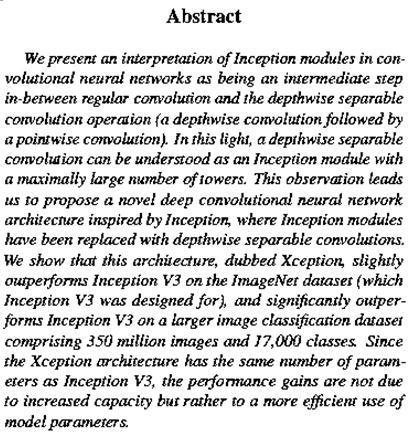 Abstract
We present an interpretation of Inception modules in con-
volutional neural networks as being an intermediate step
in-between regular convolution and the depthwise separable
convolution operation (a depthwise convolution followed by
a pointwise convolution). In this light, a depthwise separable
convolution can be understood as an Inception module with
a maximally large number of towers. This observation leads
us to propose a novel deep convolutional neural network
architecture inspired by Inception, where Inception modules
have been replaced with depthwise separable convolutions.
We show that this architecture, dubbed Xception, slightly
outperforms Inception V3 on the ImageNet dataset (which
Inception V3 was designed for), and significantly outper-
forms Inception V3 on a larger image classification dataset
comprising 350 million images and 17,000 classes. Since
the Xception architecture has the same number of param-
eters as Inception V3, the performance gains are not due
to increased capacity but rather to a more efficient use of
model parameters.